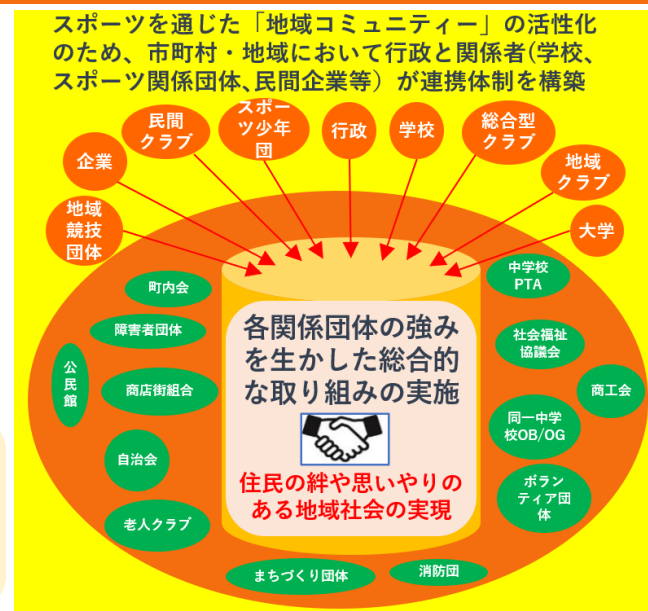 スポーツを通じた「地域コミュニティー」の活性化
のため、市町村・地域において行政と関係者(学校、
スポーツ関係団体、民間企業等）が連携体制を構築
地域
競技
団体
企業
民間
クラブ
スポー
ツ少年
団
行政
学校
総合型
クラブ
地域
クラブ
大学
町内会
障害者団体
公
民
館
商店街組合
自治会
老人クラブ
まちづくり団体
消防団
中学校
PTA
社会福祉
協議会
商工会
同一中学
校OB/OG
ボラン
ティア団
体
各関係団体の強み
を生かした総合的
な取り組みの実施
住民の絆や思いやりの
ある地域社会の実現